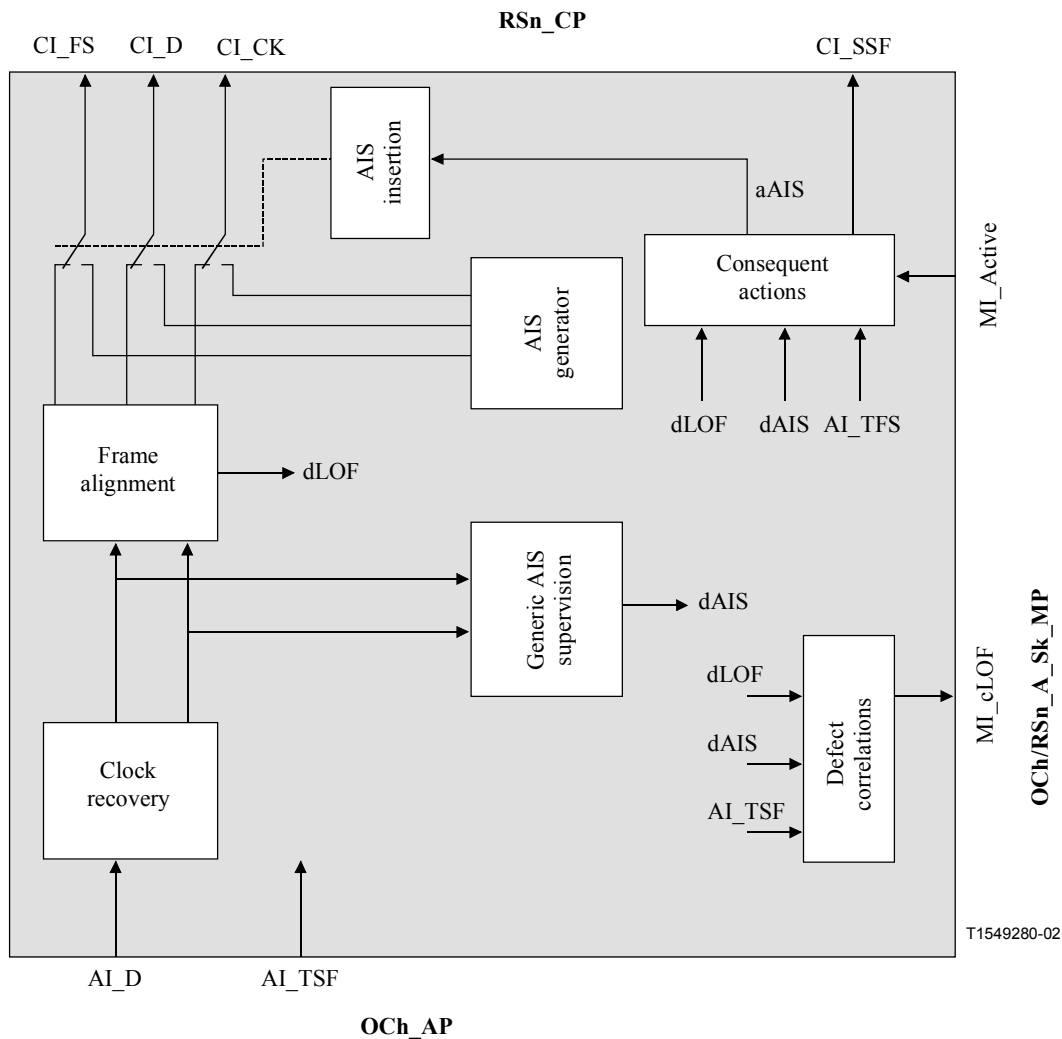 RSn_CP
CI_FS
CI_D
CI_CK
CI_SSF
AIS
insertion
aAIS
Consequent
actions
MI_Active
AIS
generator
dLOF
dAIS
AI_TFS
Frame
alignment
dLOF
Generic AIS
supervision
dAIS
dLOF
dAIS
AI_TSF
Defect
correlations
MI_cLOF
OCh/RSn_A_Sk_MP
Clock
recovery
T1549280-02
AI_D
AI_TSF
OCh_AP